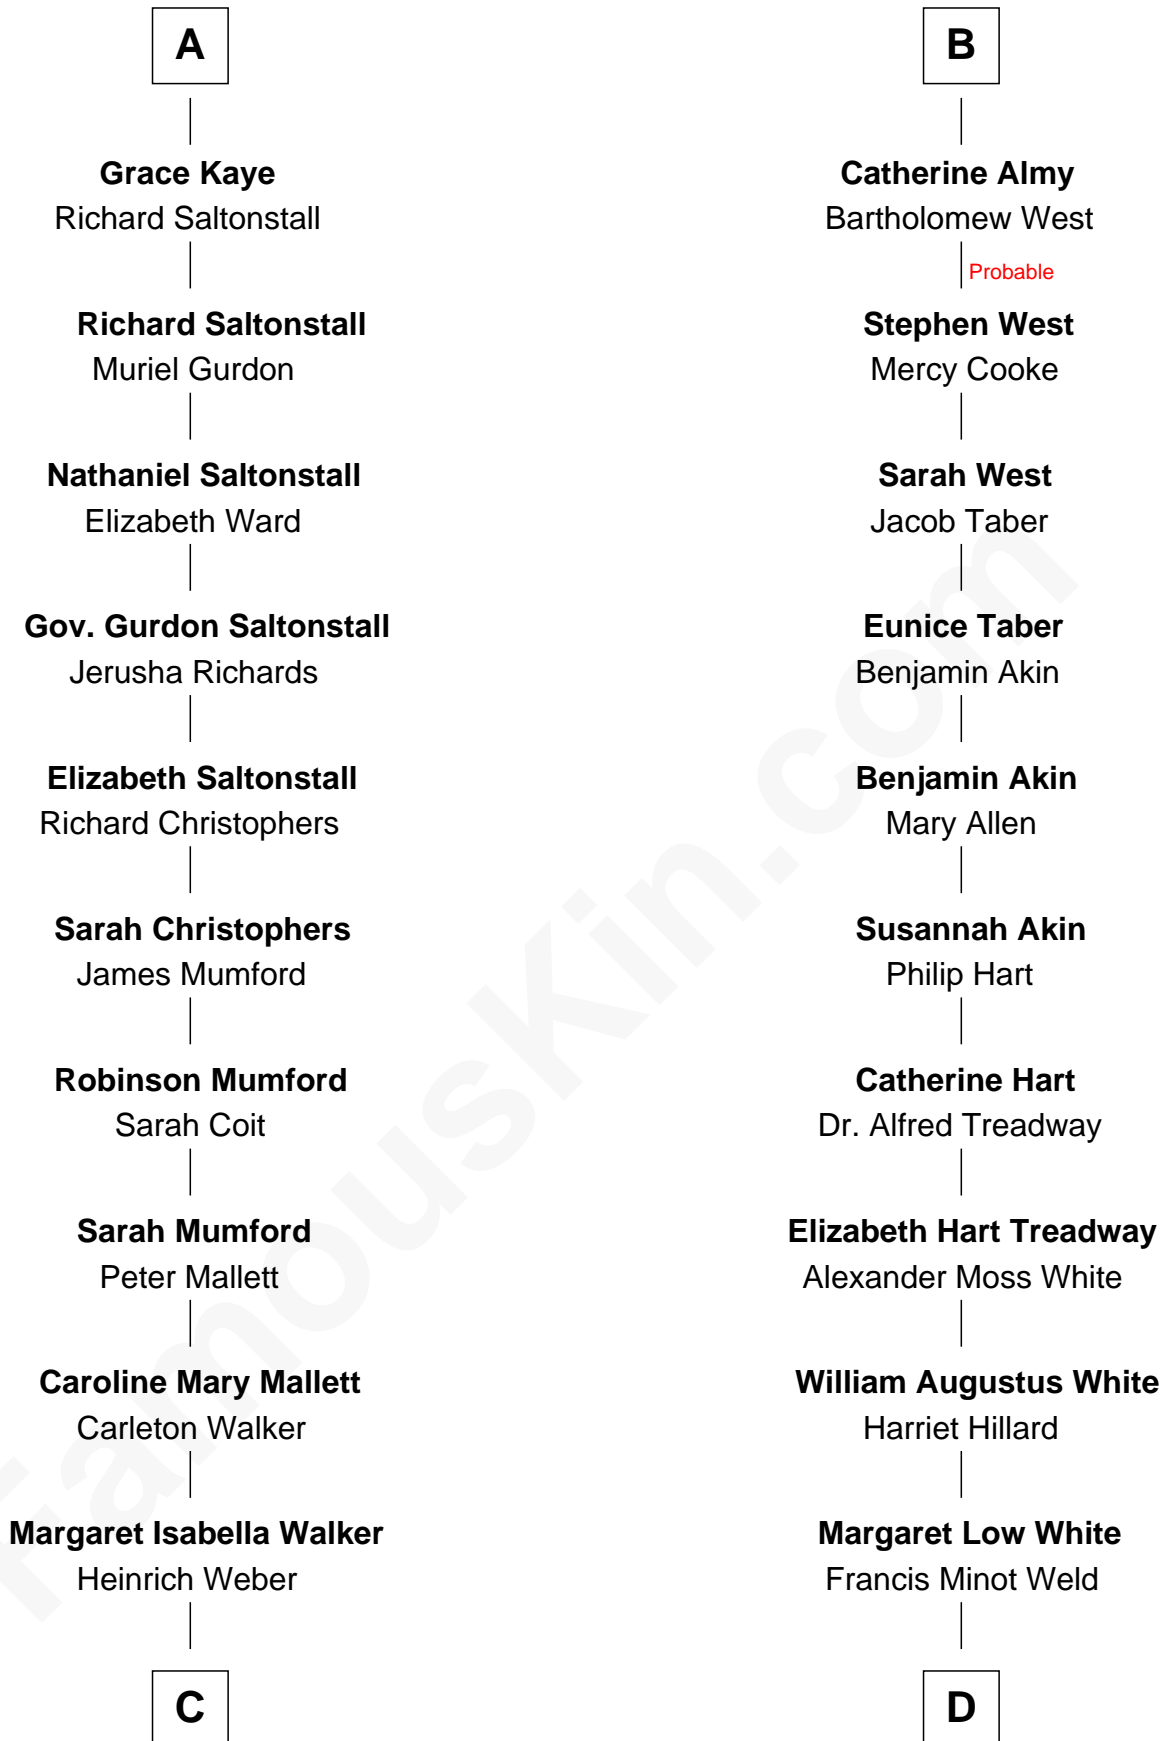 A
Grace Kaye
Richard Saltonstall
Richard Saltonstall
Muriel Gurdon
Nathaniel Saltonstall
Elizabeth Ward
Gov. Gurdon Saltonstall
Jerusha Richards
Elizabeth Saltonstall
Richard Christophers
Sarah Christophers
James Mumford
Robinson Mumford
Sarah Coit
Sarah Mumford
Peter Mallett
Caroline Mary Mallett
Carleton Walker
Margaret Isabella Walker
Heinrich Weber
C
B
Catherine Almy
Bartholomew West
Probable
Stephen West
Mercy Cooke
Sarah West
Jacob Taber
Eunice Taber
Benjamin Akin
Benjamin Akin
Mary Allen
Susannah Akin
Philip Hart
Catherine Hart
Dr. Alfred Treadway
Elizabeth Hart Treadway
Alexander Moss White
William Augustus White
Harriet Hillard
Margaret Low White
Francis Minot Weld
D
FamousKin.com